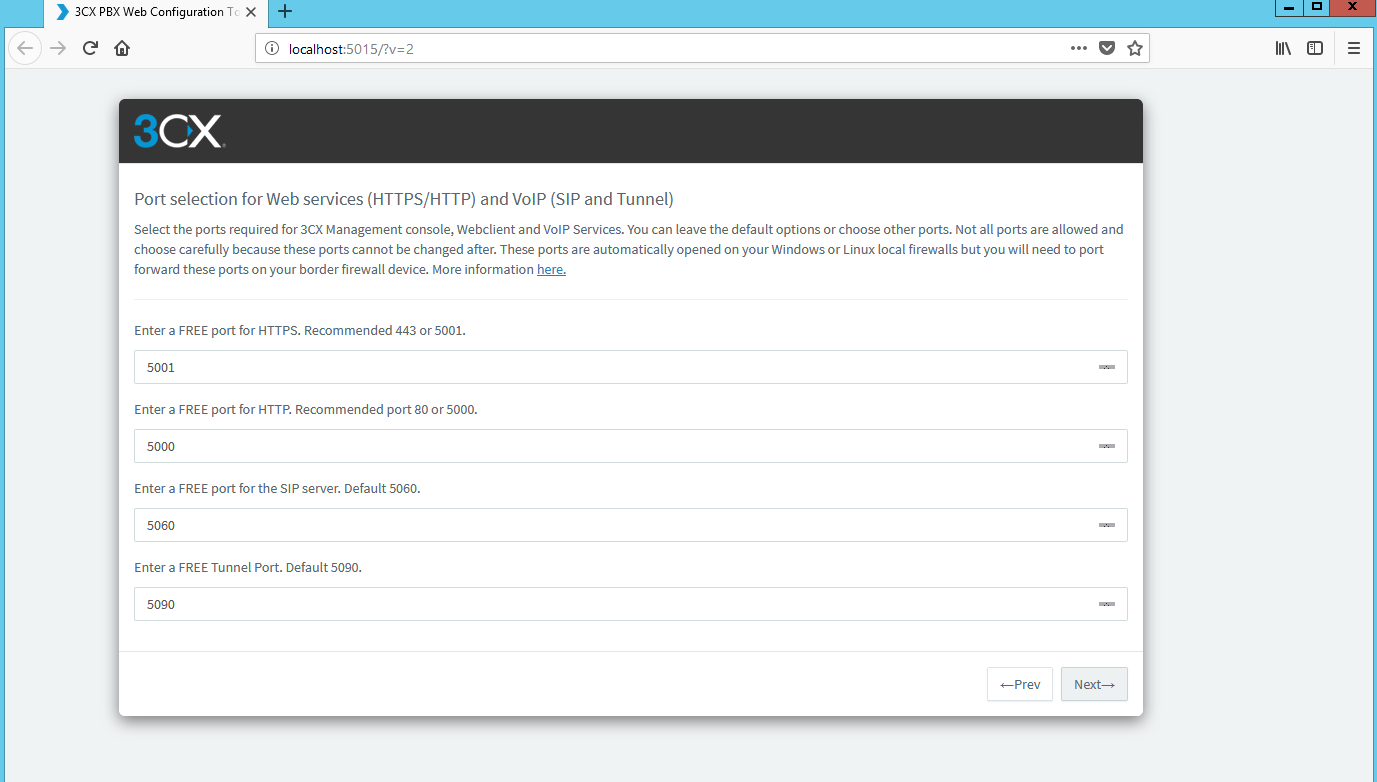 3CX PBX Web Configuration To
localhost:5015/?v=2
3CX
Port selection for Web services (HTTPS/HTTP) and VoIP (SIP and Tunnel)
Select the ports required for 3CX Management console, Webclient and VoIP Services. You can leave the default options or choose other ports. Not all ports are allowed and
choose carefully because these ports cannot be changed after. These ports are automatically opened on your Windows or Linux local firewalls but you will need to port
forward these ports on your border firewall device. More information here.
Enter a FREE port for HTTPS. Recommended 443 or 5001.
5001
Enter a FREE port for HTTP. Recommended port 80 or 5000.
5000
Enter a FREE port for the SIP server. Default 5060.
5060
Enter a FREE Tunnel Port. Default 5090.
5090
←Prev Next→